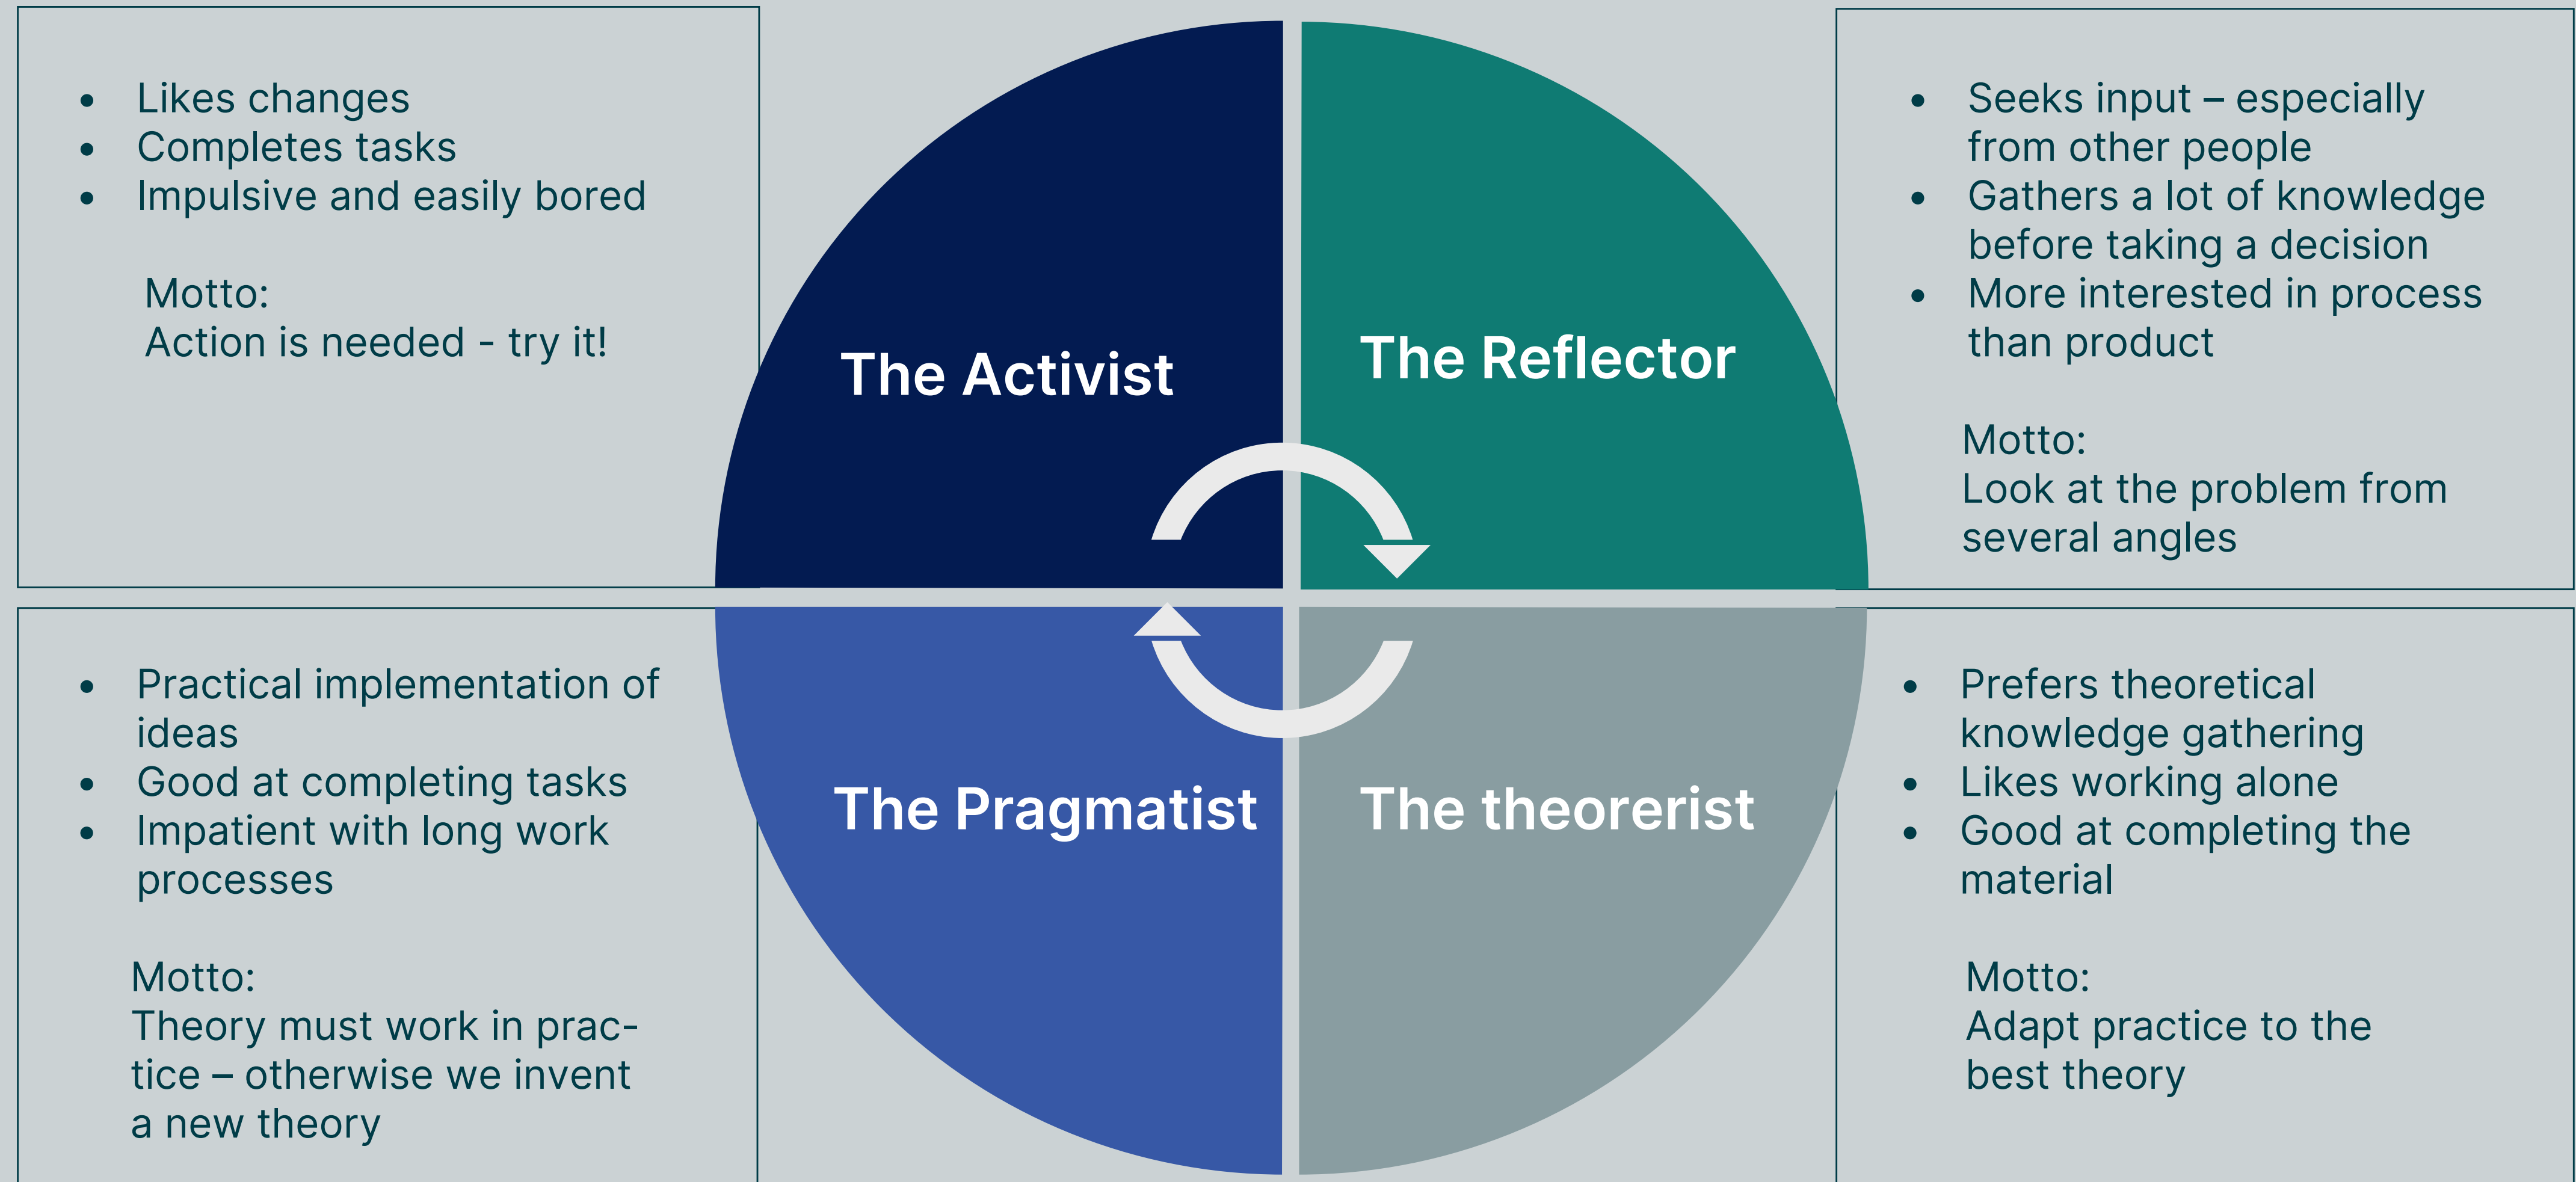 • Likes changes
• Completes tasks
• Impulsive and easily bored
Motto:
Action is needed - try it!
The Activist
The Reflector
• Seeks input – especially
from other people
• Gathers a lot of knowledge
before taking a decision
• More interested in process
than product
Motto:
Look at the problem from
several angles
• Practical implementation of
ideas
• Good at completing tasks
• Impatient with long work
processes
Motto:
Theory must work in prac-
tice – otherwise we invent
a new theory
The Pragmatist
The theorerist
• Prefers theoretical
knowledge gathering
• Likes working alone
• Good at completing the
material
Motto:
Adapt practice to the
best theory